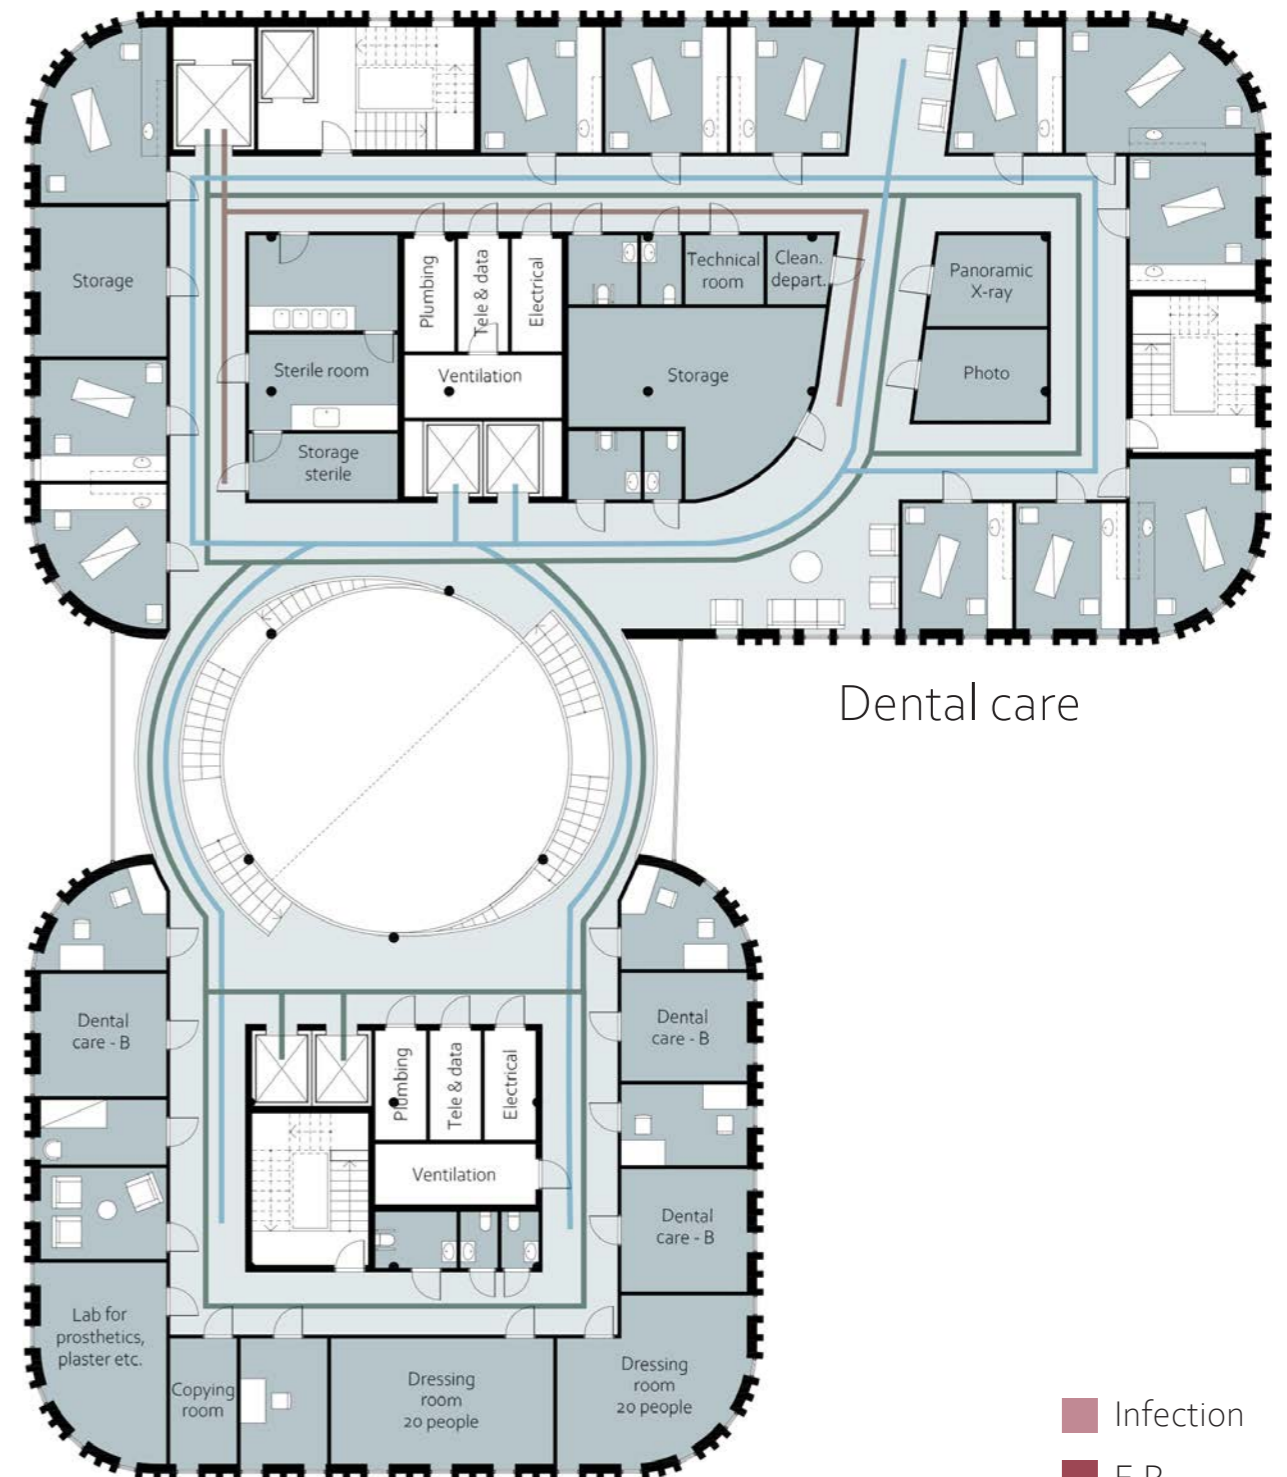 Storage
Plumbing
Tele & data
Electrical
Technical
room
Clean.
depart.
Panoramic
X-ray
Sterile room
Ventilation
Storage
Photo
Storage
sterile
Dental care
Dental
care - B
Plumbing
Tele & data
Electrical
Dental
care - B
Ventilation
Dental
care - B
Lab for
prosthetics,
plaster etc.
Copying
room
Dressing
room
20 people
Dressing
room
20 people
Infection
E.R.